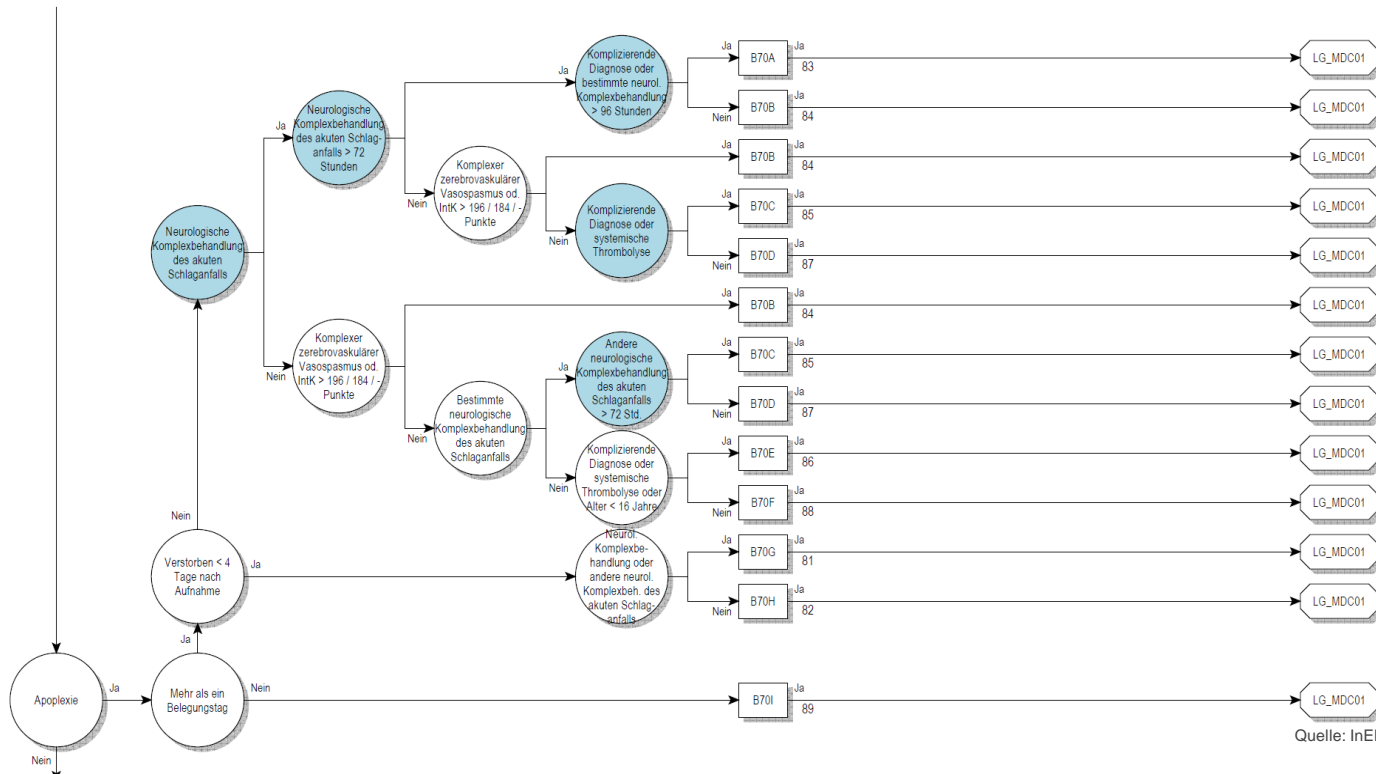 Ja
Komplizierende
Diagnose oder
bestimmte neurol.
Komplexbehandlung
> 96 Stunden
Ja
B70A
Ja
83
LG_MDC01
Nein
B70B
Ja
84
LG_MDC01
Ja
Neurologische
Komplexbehandlung
des akuten Schlag-
anfalls > 72
Stunden
Nein
Komplexer
zerebrovaskulärer
Vasospasmus od.
IntK > 196 / 184 / -
Punkte
Ja
B70B
Ja
84
LG_MDC01
Nein
Komplizierende
Diagnose oder
systemische
Thrombolyse
Ja
B70C
Ja
85
LG_MDC01
Nein
B70D
Ja
87
LG_MDC01
Neurologische
Komplexbehandlung
des akuten
Schlaganfalls
Nein
Komplexer
zerebrovaskulärer
Vasospasmus od.
IntK > 196 / 184 / -
Punkte
Ja
B70B
Ja
84
LG_MDC01
Nein
Bestimmte
neurologische
Komplexbehandlung
des akuten
Schlaganfalls
Ja
Andere
neurologische
Komplexbehandlung
des akuten
Schlaganfalls
> 72 Std.
Ja
B70C
Ja
85
LG_MDC01
Nein
B70D
Ja
87
LG_MDC01
Nein
Komplizierende
Diagnose oder
systemische
Thrombolyse oder
Alter < 16 Jahre
Ja
B70E
Ja
86
LG_MDC01
Nein
B70F
Ja
88
LG_MDC01
Nein
Verstorben < 4
Tage nach
Aufnahme
Ja
Neurol.
Komplexbe-
handlung oder
andere neurol.
Komplexbeh. des
akuten Schlag-
anfalls
Ja
B70G
Ja
81
LG_MDC01
Nein
B70H
Ja
82
LG_MDC01
Ja
Apoplexie
Ja
Mehr als ein
Belegungstag
Nein
B70I
Ja
89
LG_MDC01
Nein
Quelle: InE